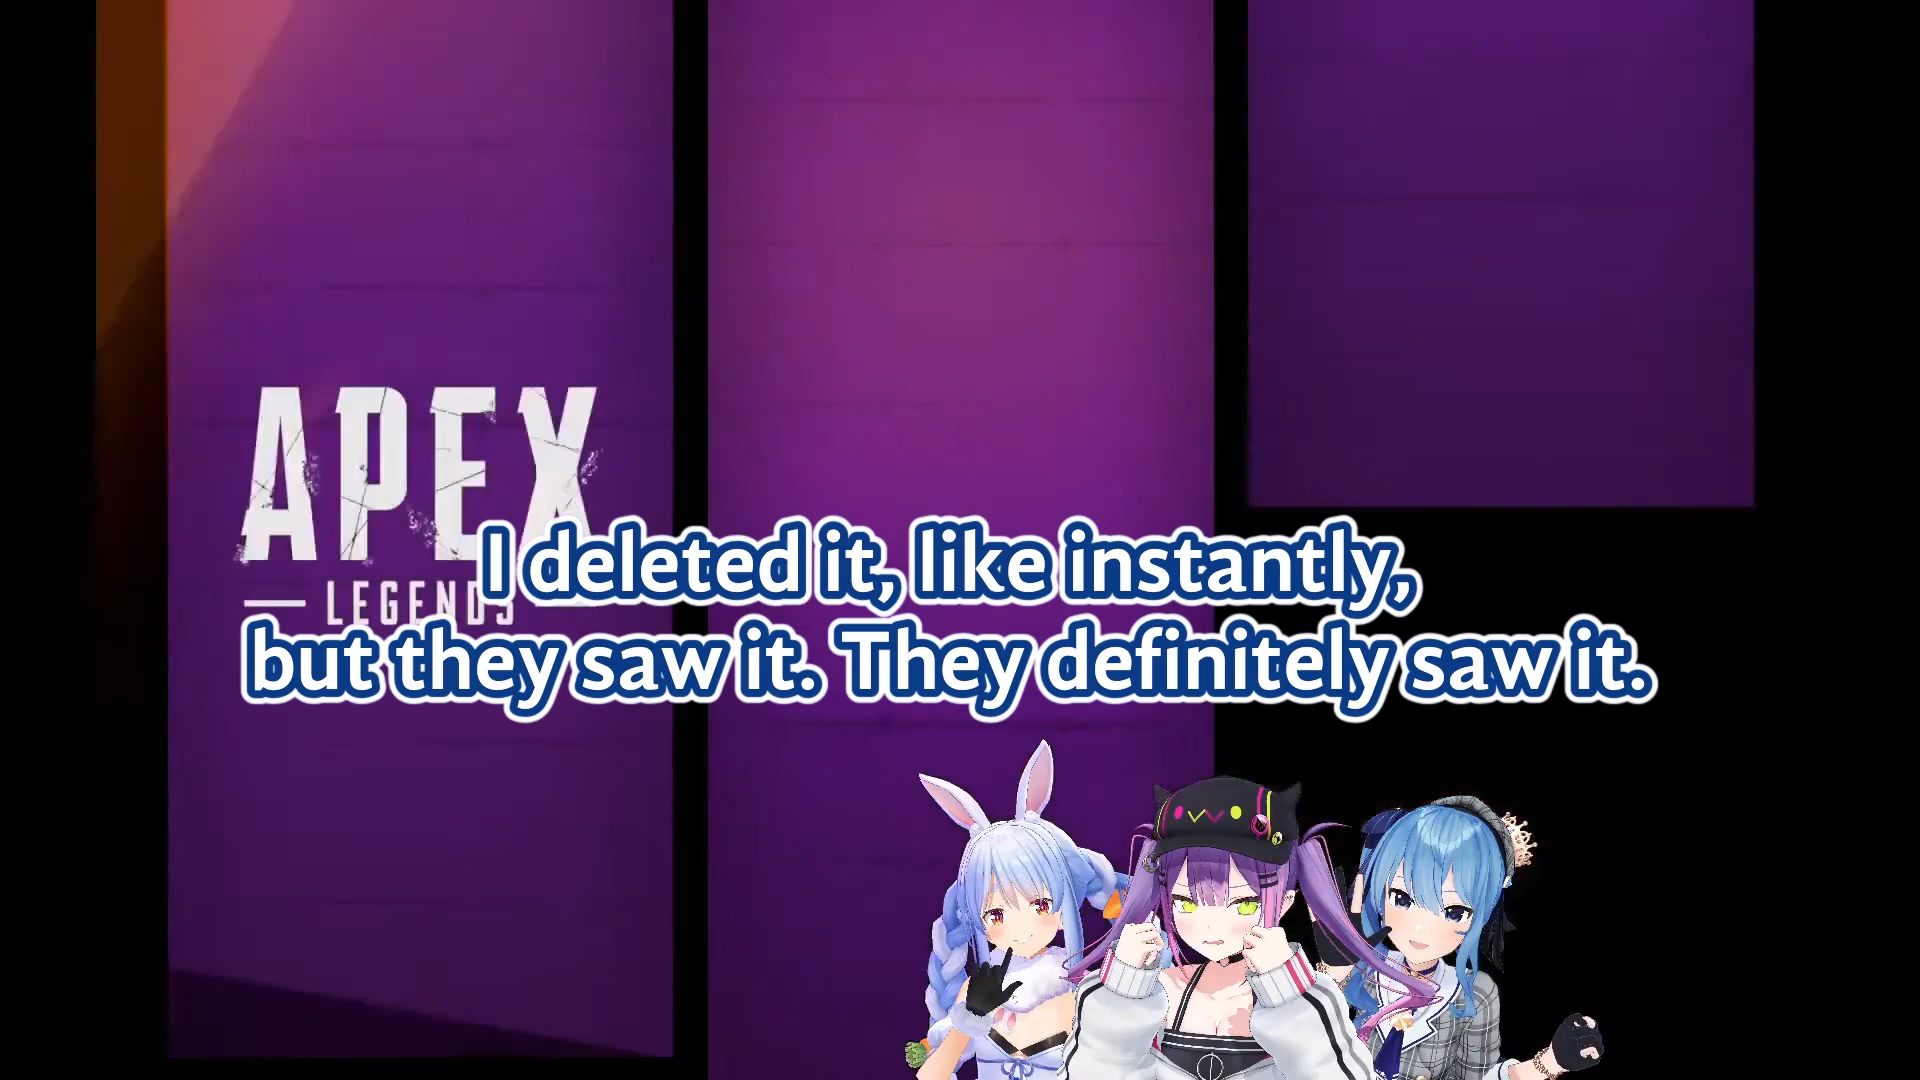 APEX
LEGENDS
I deleted it, like instantly,
but they saw it. They definitely saw it.